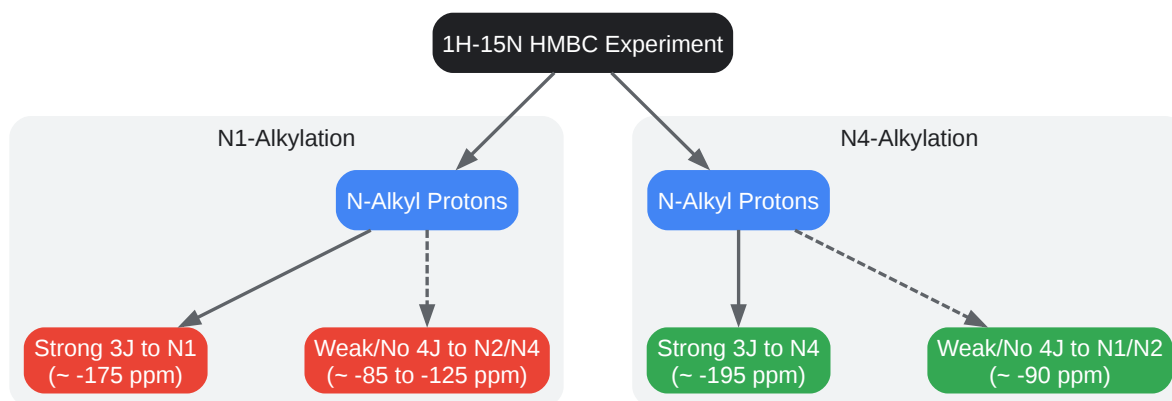 1H-15N HMBC Experiment
N1-Alkylation
N4-Alkylation
N-Alkyl Protons
N-Alkyl Protons
Strong 3J to N1
(~ -175 ppm)
Weak/No 4J to N2/N4
(~ -85 to -125 ppm)
Strong 3J to N4
(~ -195 ppm)
Weak/No 4J to N1/N2
(~ -90 ppm)